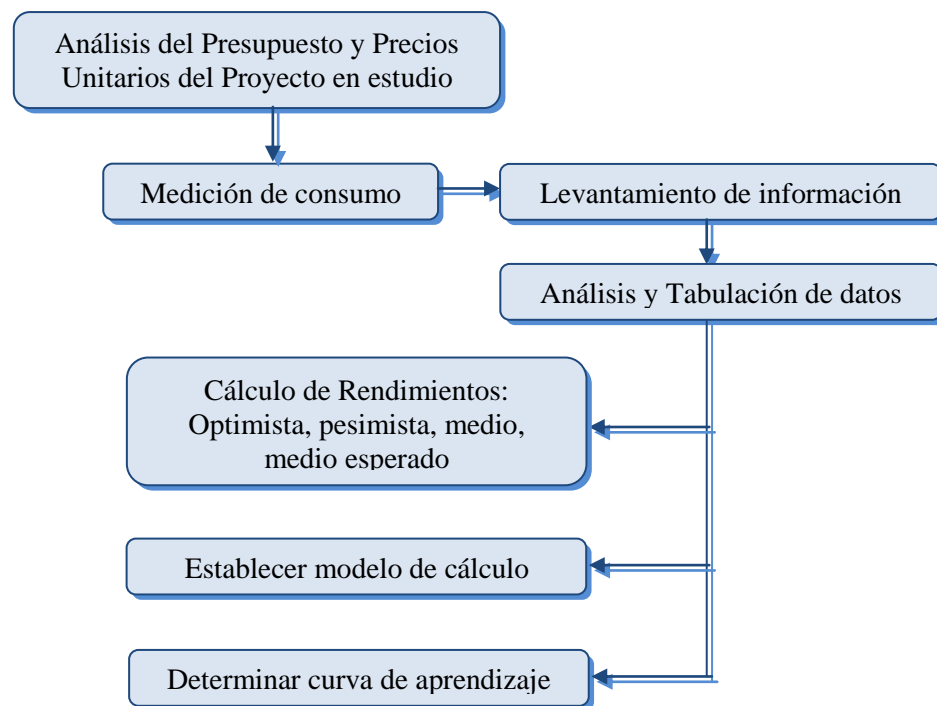 Análisis del Presupuesto y Precios
Unitarios del Proyecto en estudio
Medición de consumo
Levantamiento de información
Análisis y Tabulación de datos
Cálculo de Rendimientos:
Optimista, pesimista, medio,
medio esperado
Establecer modelo de cálculo
Determinar curva de aprendizaje